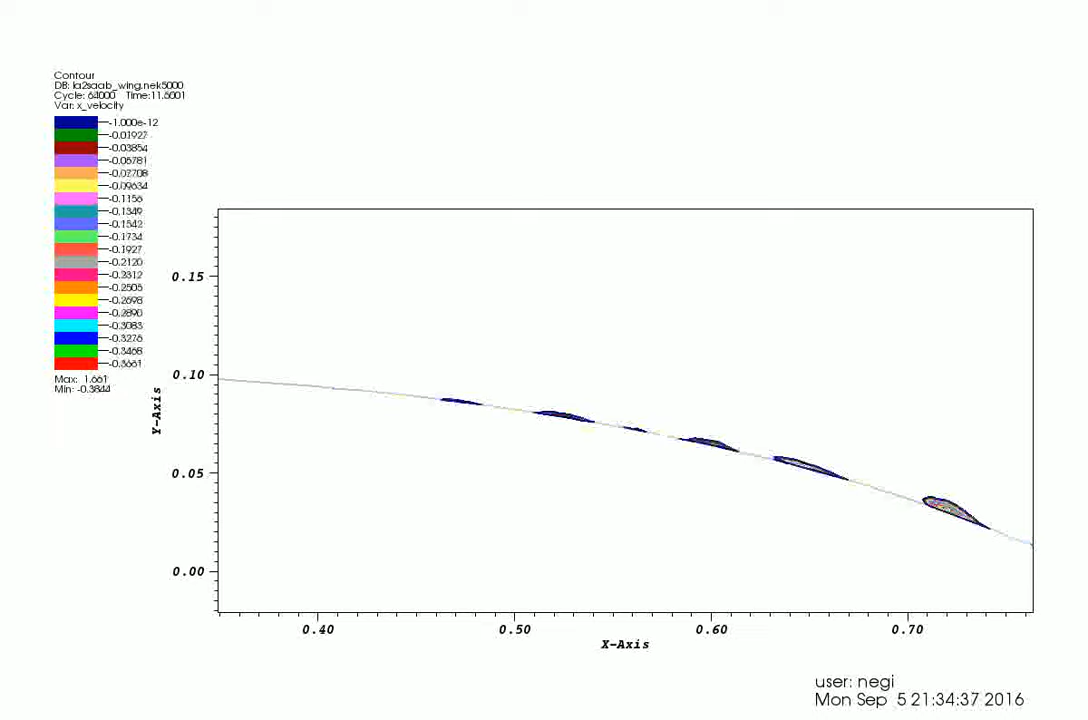 Contour
DB: la2saab_wing.nek5000
Cycle: 64000 Time:11.5001
Var: x_velocity
-1.000e-12
-0.01927
-0.03854
-0.05781
-0.07708
-0.09634
-0.1156
-0.1349
-0.1542
-0.1734
-0.1927
-0.2120
-0.2312
-0.2505
-0.2698
-0.2890
-0.3083
-0.3276
-0.3468
-0.3661
Max: 1.661
Min: -0.3844
0.15
0.10
Y-Axis
0.05
0.00
0.40 0.50 0.60 0.70
X-Axis
user: negi
Mon Sep 5 21:34:37 2016